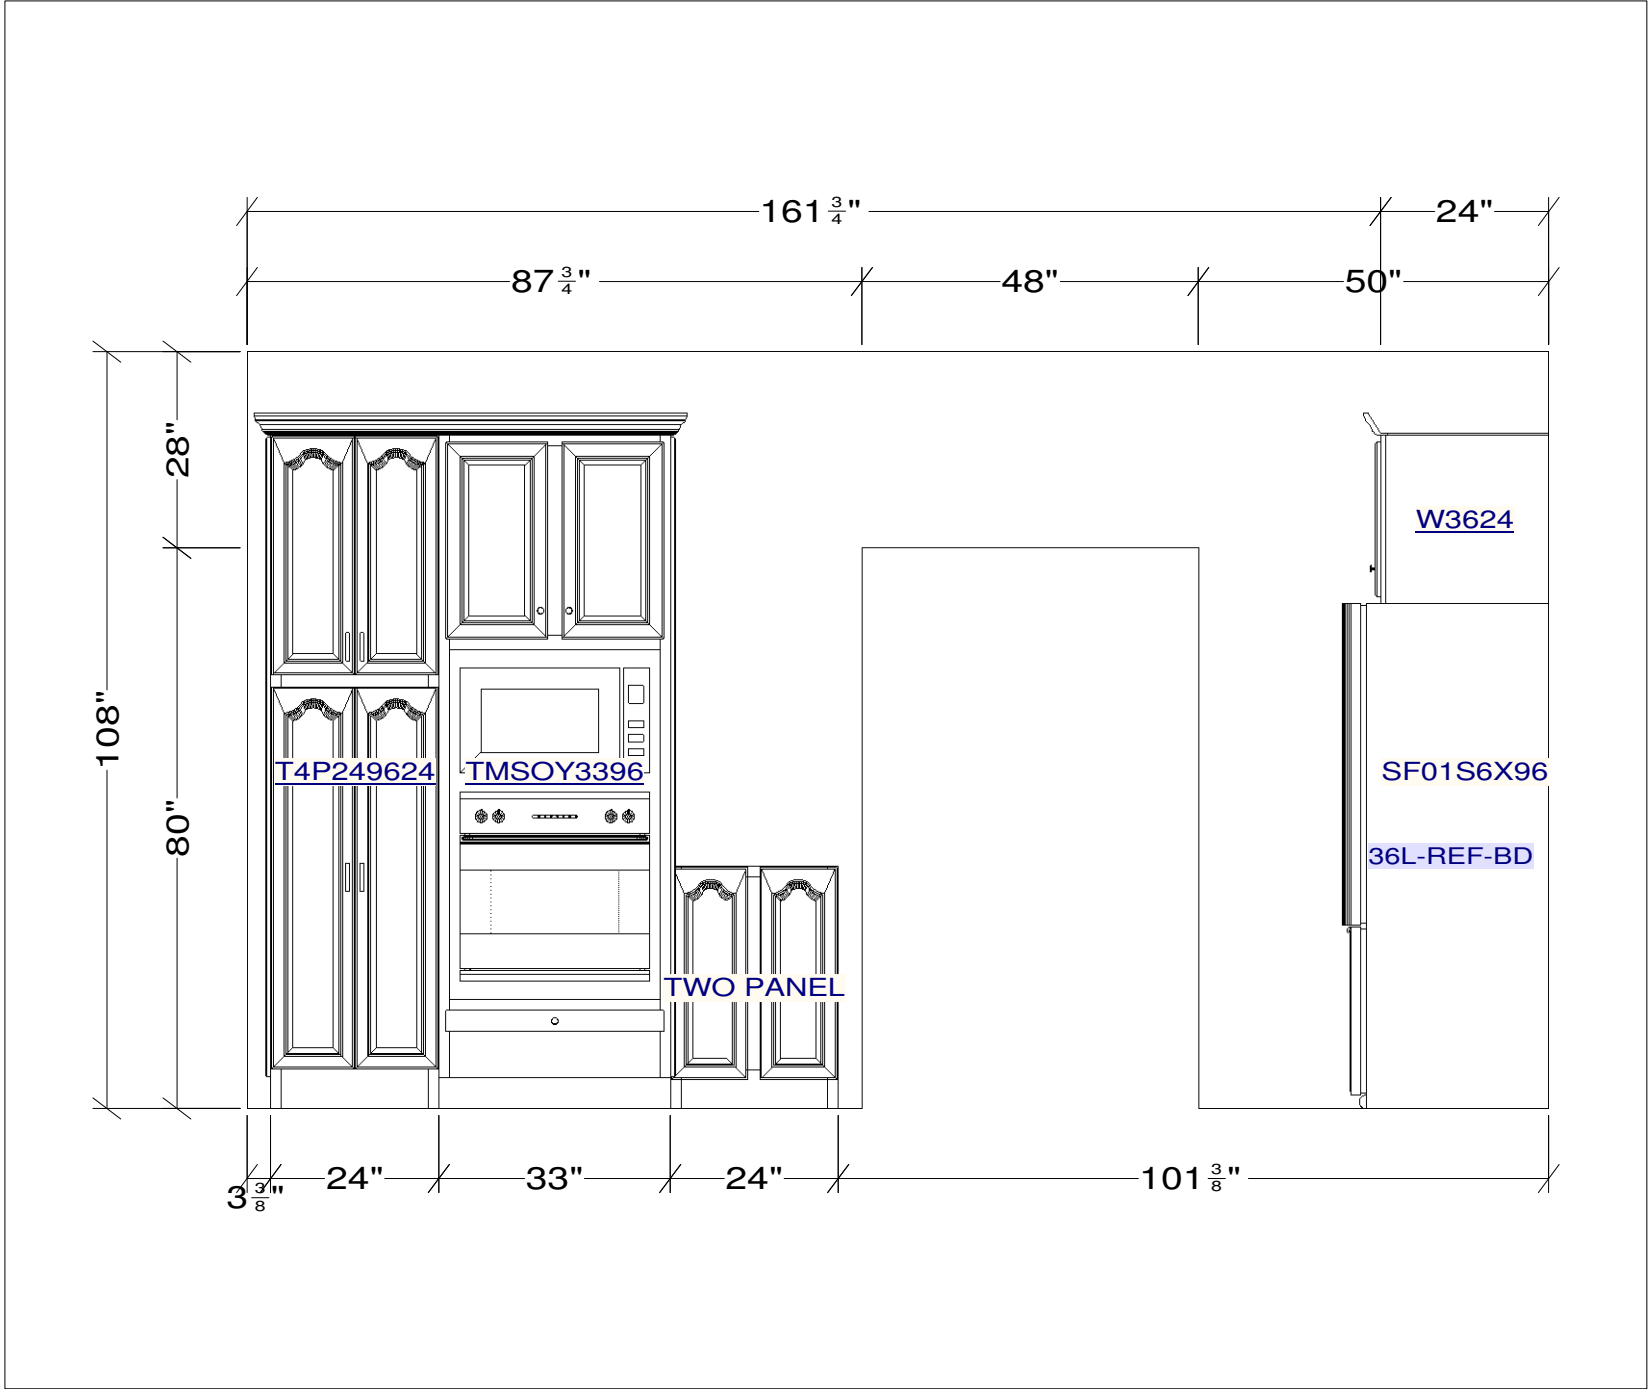 161 3/4" 24"
87 3/4" 48" 50"
28"
W3624
108"
T4P249624 TMSOY3396 SF01S6X96
80"
36L-REF-BD
TWO PANEL
3 3/8" 24" 33" 24" 101 3/8"